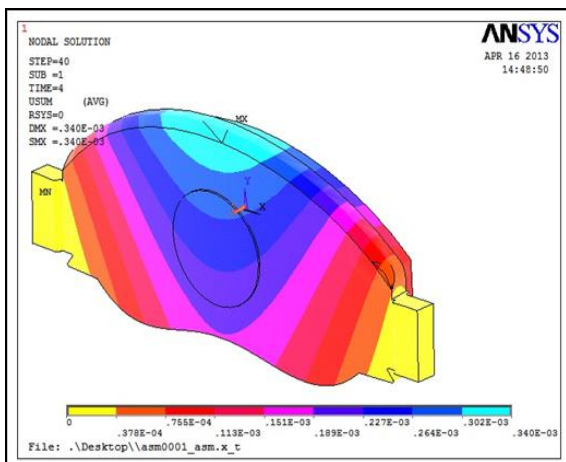 1
NODAL SOLUTION
ANSYS
APR 16 2013
14:48:50
STEP=40
SUB =1
TIME=4
USUM (AVG)
RSYS=0
DMX =.340E-03
SMX =.340E-03
MX
MN
Y
X
0 .755E-04 .151E-03 .227E-03 .302E-03
.378E-04 .113E-03 .189E-03 .264E-03 .340E-03
File: .\Desktop\\asm0001_asm.x_t